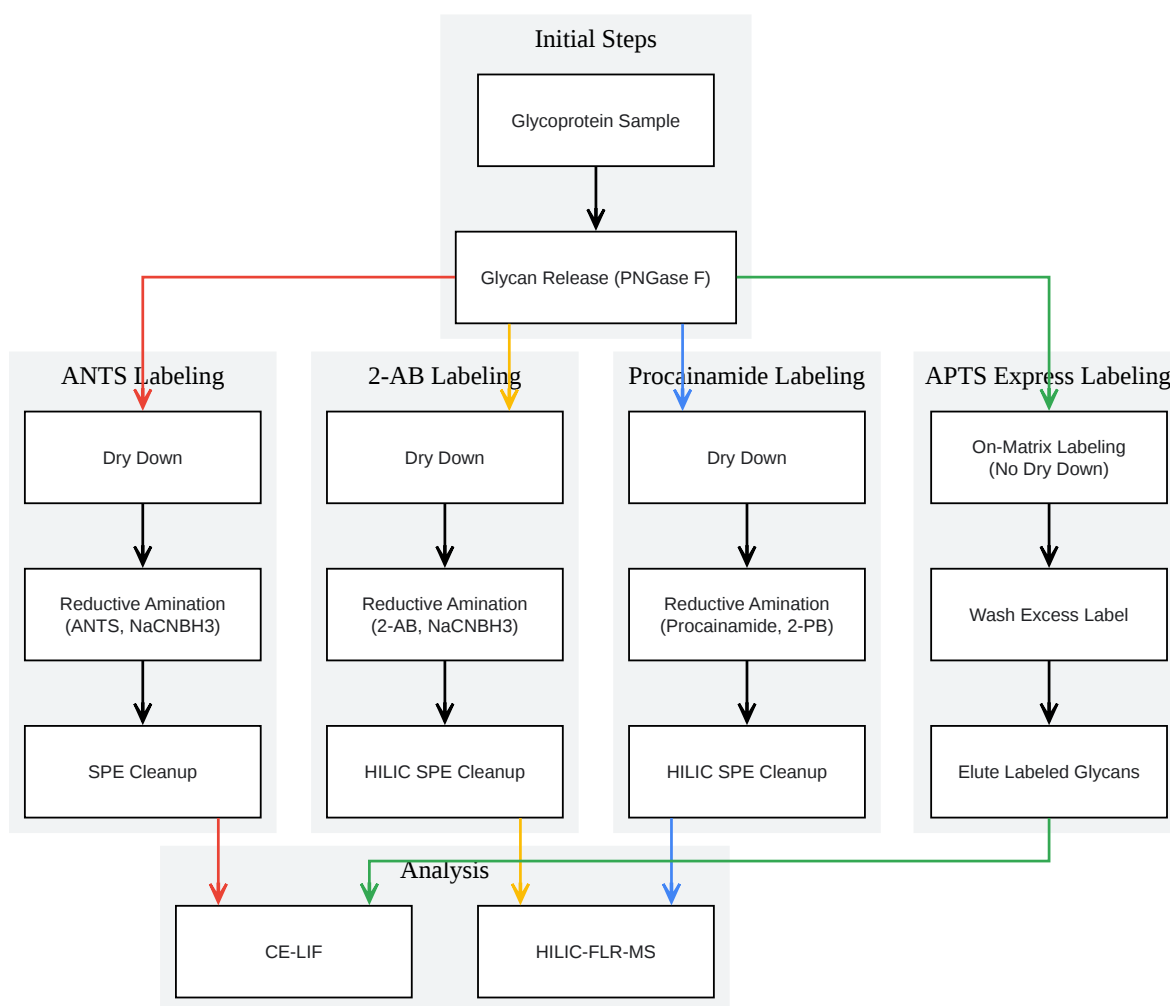 Initial Steps
Glycoprotein Sample
Glycan Release (PNGase F)
ANTS Labeling
2-AB Labeling
Procainamide Labeling
APTS Express Labeling
Dry Down
Dry Down
Dry Down
On-Matrix Labeling
(No Dry Down)
Reductive Amination
(ANTS, NaCNBH3)
Reductive Amination
(2-AB, NaCNBH3)
Reductive Amination
(Procainamide, 2-PB)
Wash Excess Label
SPE Cleanup
HILIC SPE Cleanup
HILIC SPE Cleanup
Elute Labeled Glycans
Analysis
CE-LIF
HILIC-FLR-MS